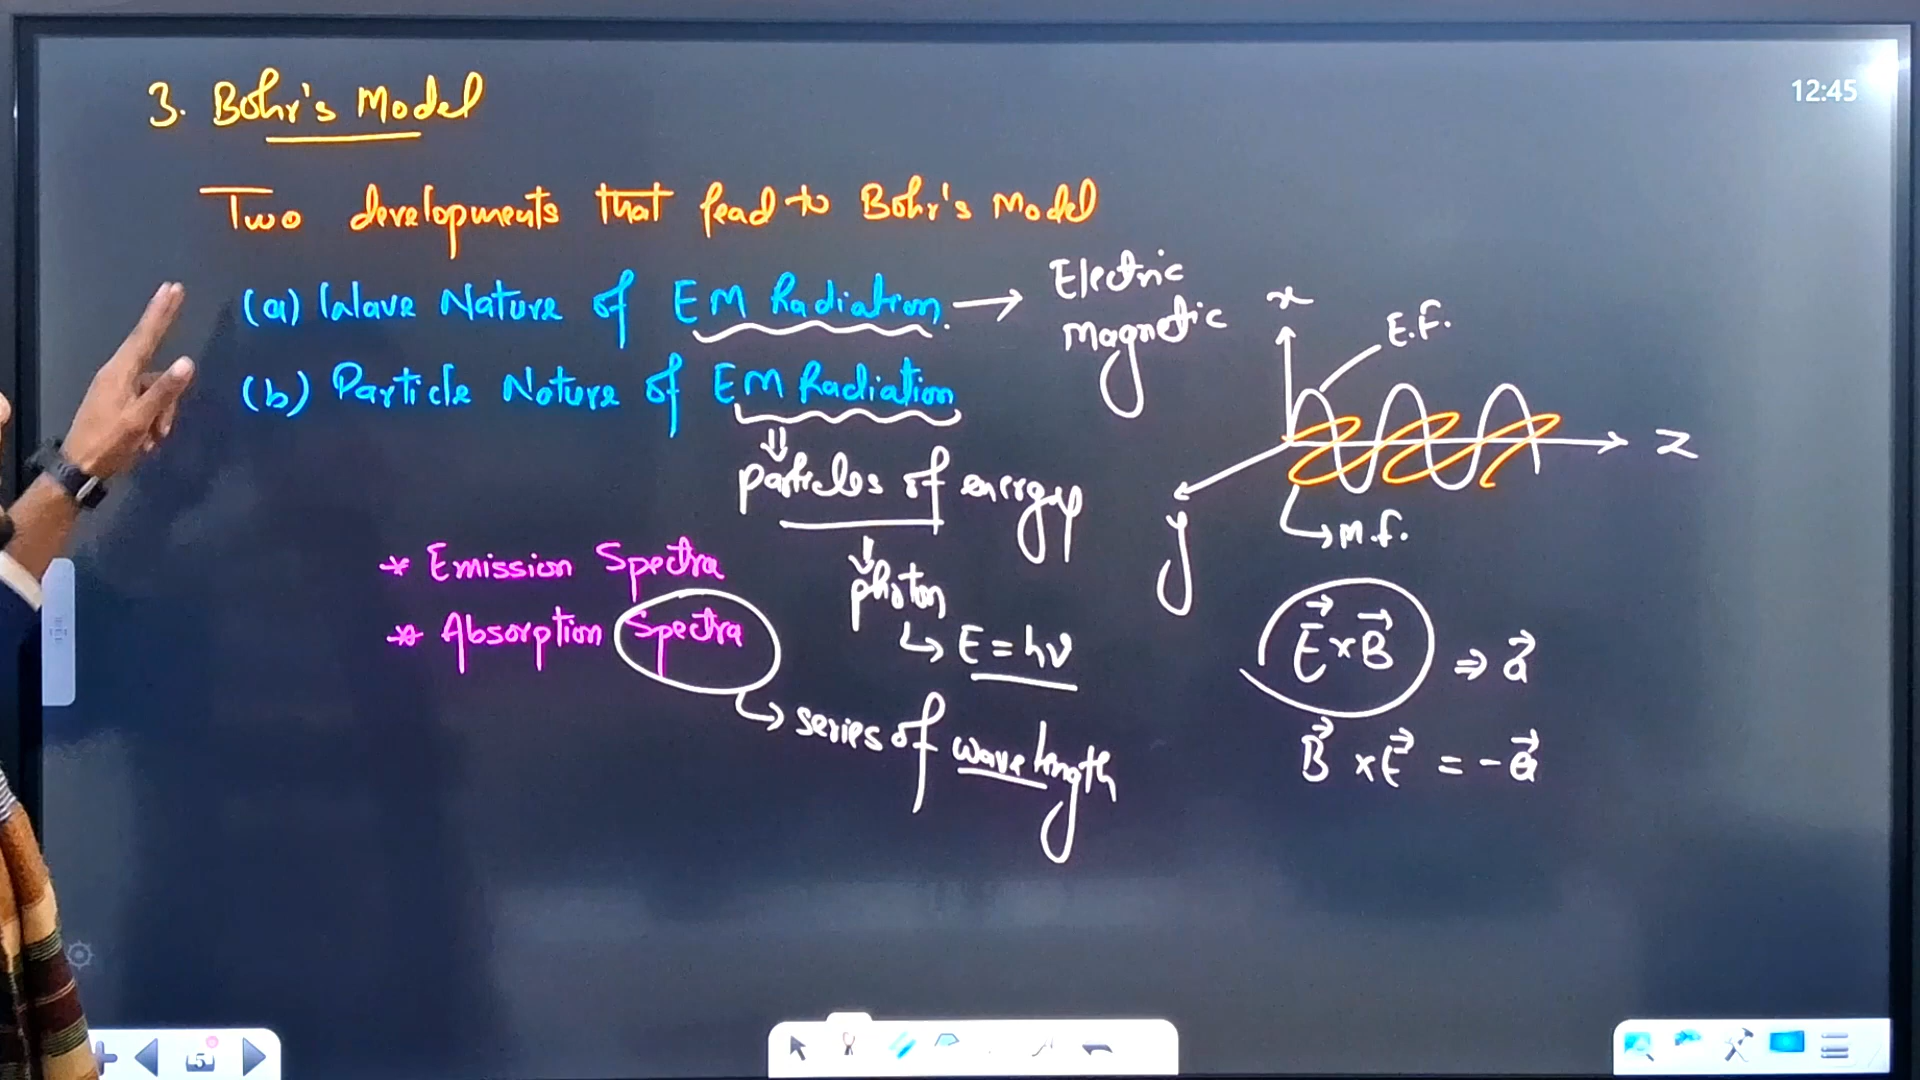 12:45
3. Bohr's Model
Two developments that lead to Bohr's Model
(a) Wave Nature of EM Radiation. → Electric
Magnetic
(b) Particle Nature of EM Radiation
x
E.F.
z
y
M.F.
⇓
particles of energy
↓
photon
↳ E = hν
* Emission Spectra
* Absorption Spectra
↳ series of wavelength
E⃗ × B⃗ ⇒ a⃗
B⃗ × E⃗ = -a⃗
5